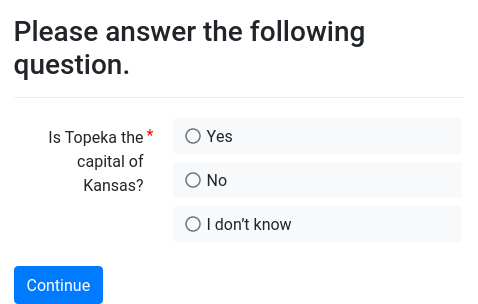 Please answer the following
question.
Is Topeka the *
capital of
Kansas?
Yes
No
I don't know
Continue